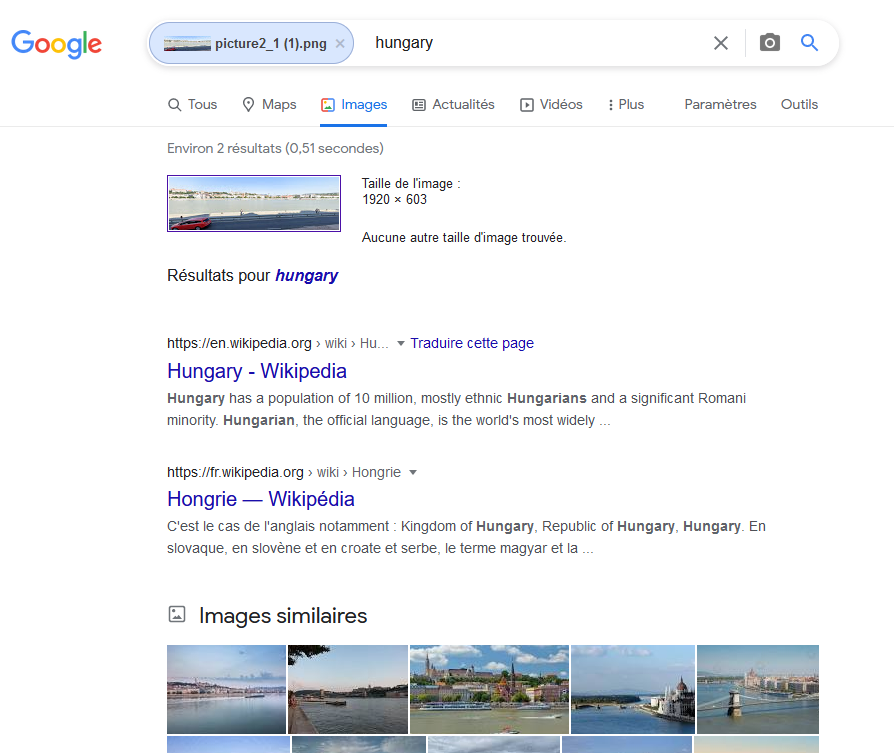 Google
picture2_1 (1).png × hungary
Tous Maps Images Actualités Vidéos Plus Paramètres Outils
Environ 2 résultats (0,51 secondes)
Taille de l'image :
1920 × 603
Aucune autre taille d'image trouvée.
Résultats pour hungary
https://en.wikipedia.org › wiki › Hu... Traduire cette page
Hungary - Wikipedia
Hungary has a population of 10 million, mostly ethnic Hungarians and a significant Romani
minority. Hungarian, the official language, is the world's most widely ...
https://fr.wikipedia.org › wiki › Hongrie
Hongrie — Wikipédia
C'est le cas de l'anglais notamment : Kingdom of Hungary, Republic of Hungary, Hungary. En
slovaque, en slovène et en croate et serbe, le terme magyar et la ...
Images similaires